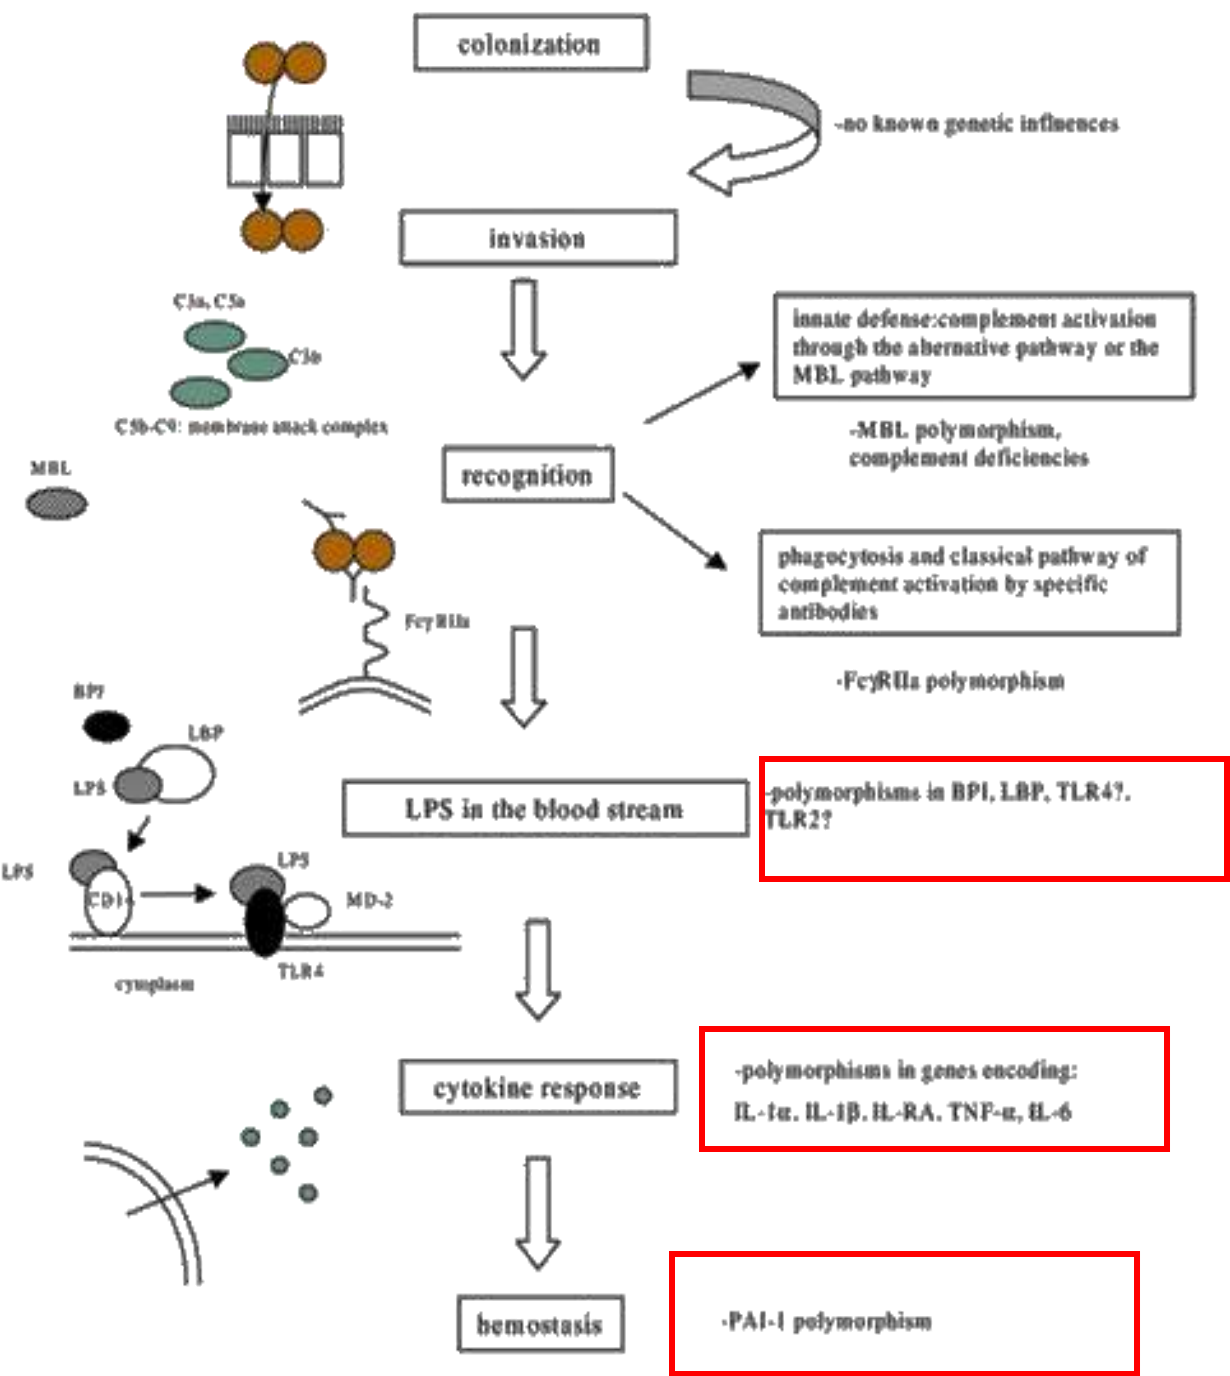 colonization
-no known genetic influences
invasion
C3a, C5a
C3b
C5b-C9: membrane attack complex
innate defense:complement activation
through the alternative pathway or the
MBL pathway
-MBL polymorphism,
complement deficiencies
MBL
recognition
phagocytosis and classical pathway of
complement activation by specific
antibodies
FcγRIIa
-FcγRIIa polymorphism
BPI
LBP
LPS
LPS in the blood stream
-polymorphisms in BPI, LBP, TLR4?,
TLR2?
LPS
CD14
LPS
MD-2
TLR4
cytoplasm
cytokine response
-polymorphisms in genes encoding:
IL-1α, IL-1β, IL-RA, TNF-α, IL-6
hemostasis
-PAI-1 polymorphism